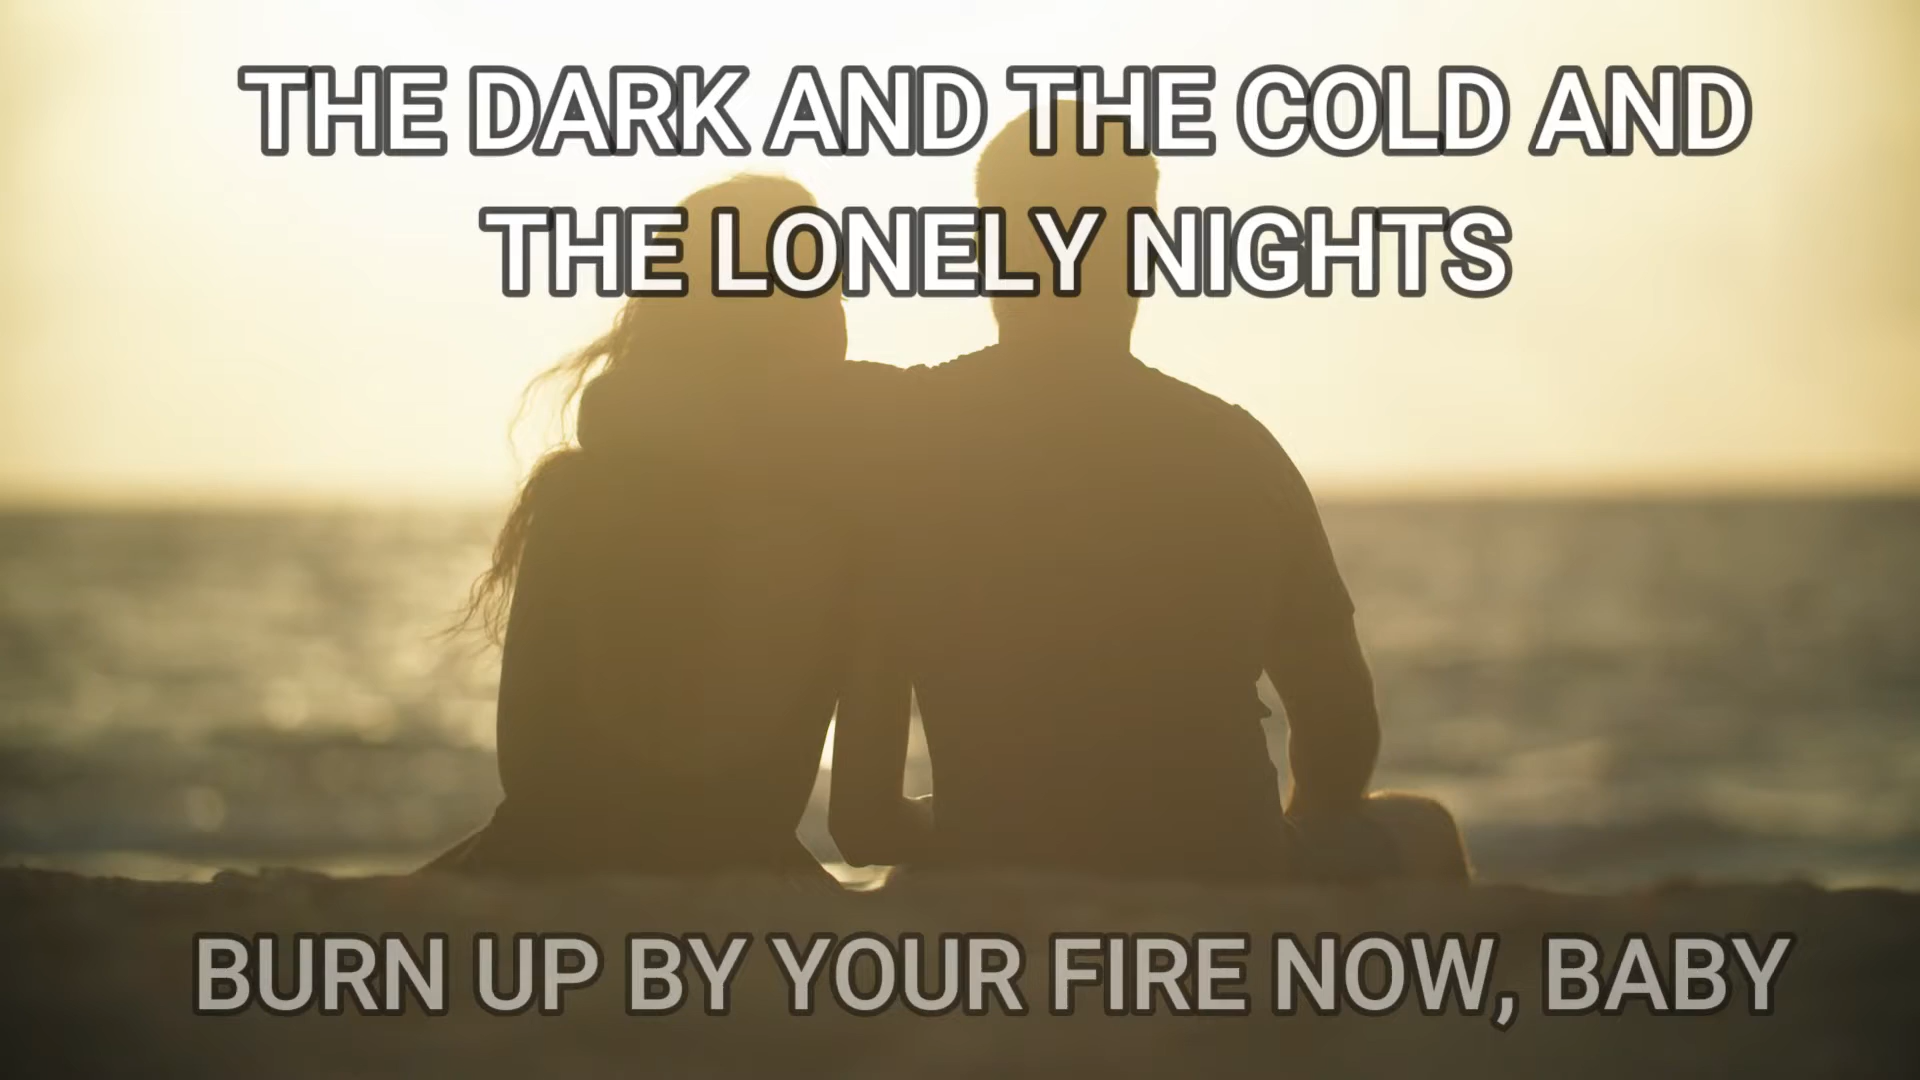 THE DARK AND THE COLD AND
THE LONELY NIGHTS
BURN UP BY YOUR FIRE NOW, BABY